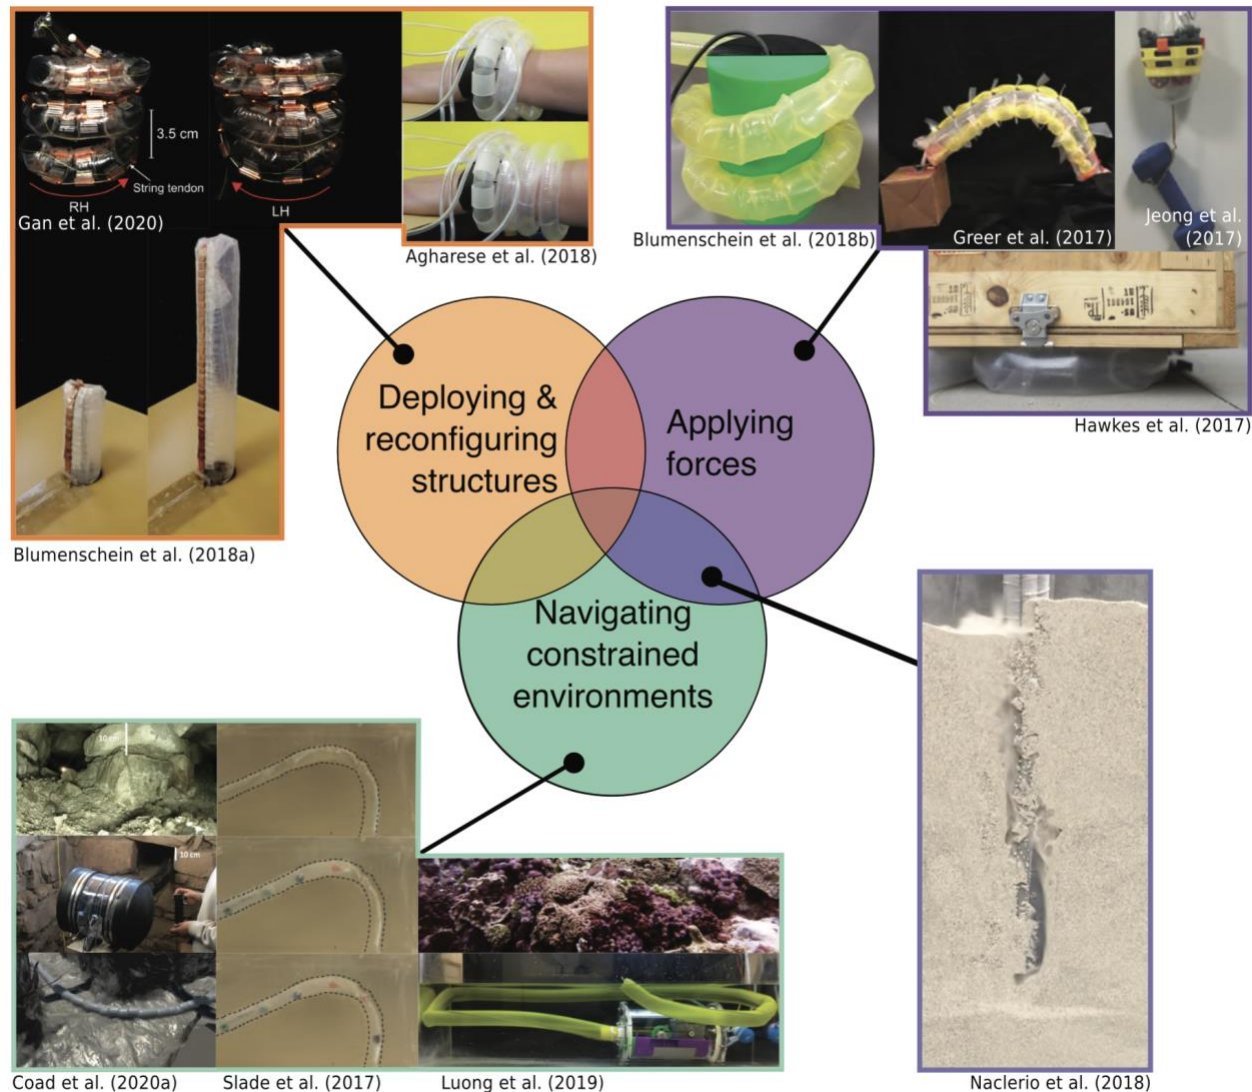 3.5 cm
String tendon
RH
LH
Gan et al. (2020)
Agharese et al. (2018)
Blumenschein et al. (2018a)
Blumenschein et al. (2018b)
Greer et al. (2017)
Jeong et al.
(2017)
Hawkes et al. (2017)
Deploying &
reconfiguring
structures
Applying
forces
Navigating
constrained
environments
10 cm
10 cm
Coad et al. (2020a)
Slade et al. (2017)
Luong et al. (2019)
Naclerio et al. (2018)